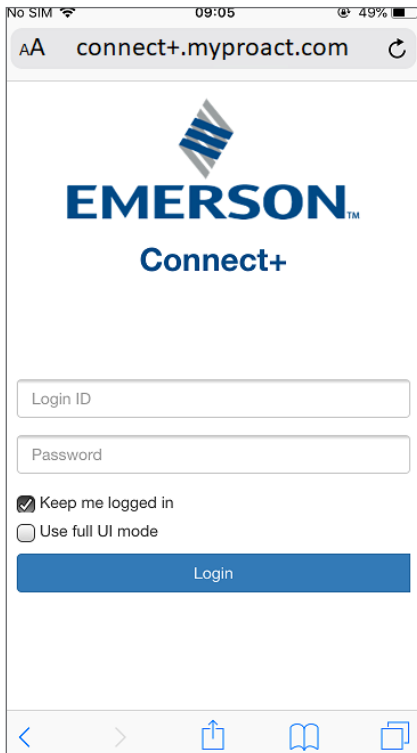 No SIM 09:05 49%
AA connect+.myproact.com
EMERSON™
Connect+
Login ID
Password
Keep me logged in
Use full UI mode
Login